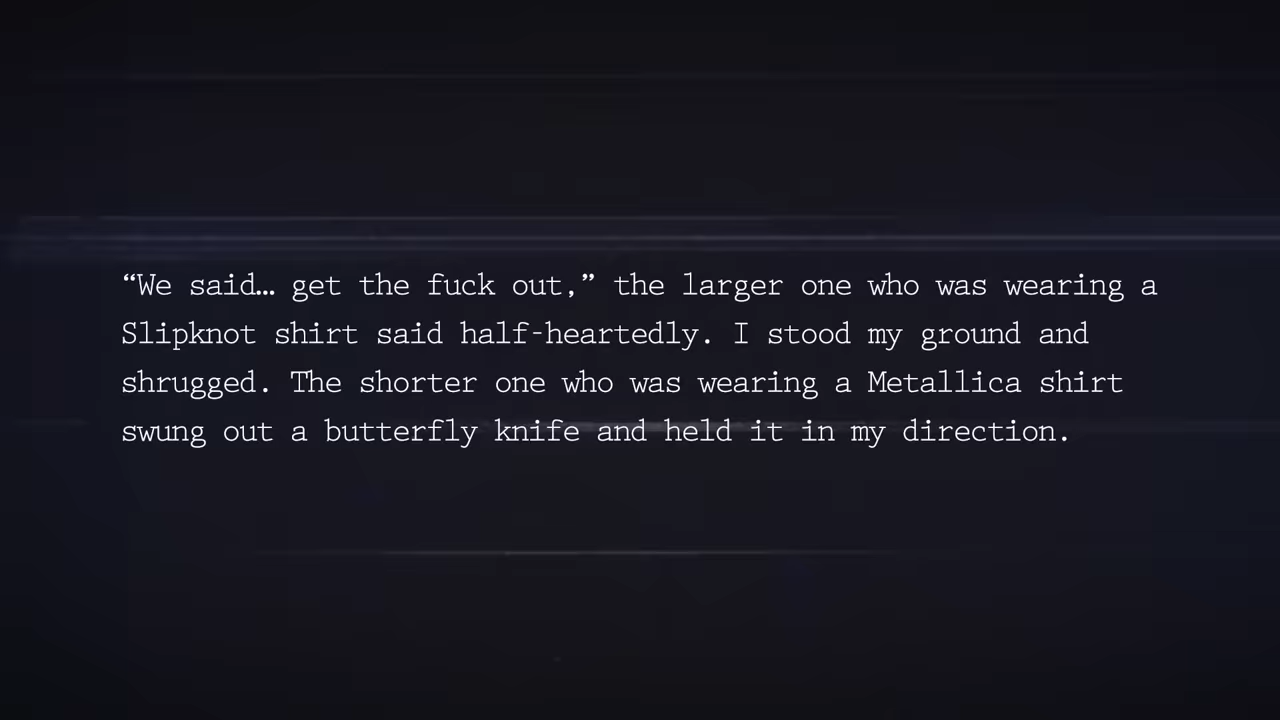 “We said… get the fuck out,” the larger one who was wearing a
Slipknot shirt said half-heartedly. I stood my ground and
shrugged. The shorter one who was wearing a Metallica shirt
swung out a butterfly knife and held it in my direction.